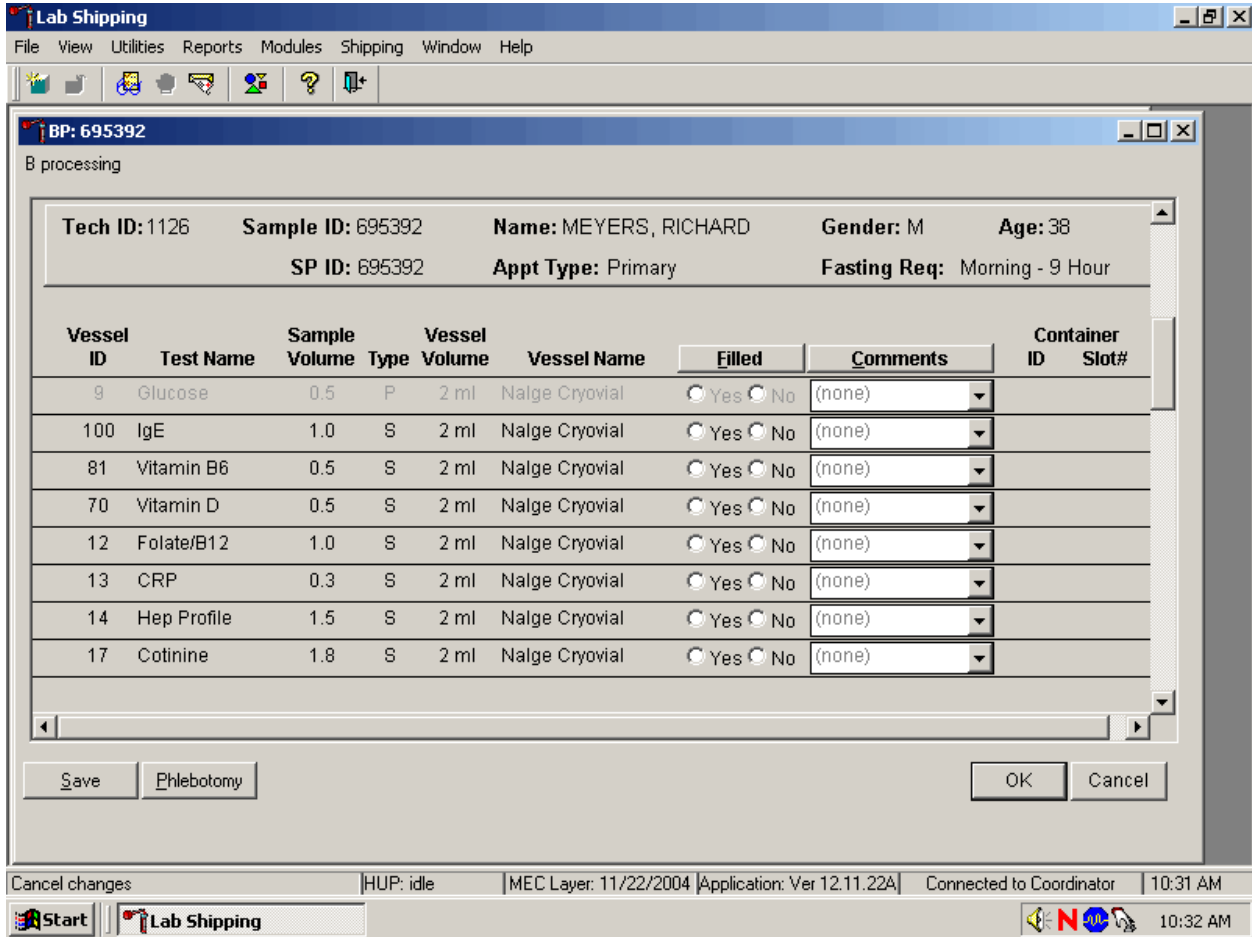 Lab Shipping
File View Utilities Reports Modules Shipping Window Help
BP: 695392
B processing
Tech ID: 1126 Sample ID: 695392 Name: MEYERS, RICHARD Gender: M Age: 38
SP ID: 695392 Appt Type: Primary Fasting Req: Morning - 9 Hour
Vessel Sample Vessel Container
ID Test Name Volume Type Volume Vessel Name Filled Comments ID Slot#
9 Glucose 0.5 P 2 ml Nalge Cryovial Yes No (none)
100 IgE 1.0 S 2 ml Nalge Cryovial Yes No (none)
81 Vitamin B6 0.5 S 2 ml Nalge Cryovial Yes No (none)
70 Vitamin D 0.5 S 2 ml Nalge Cryovial Yes No (none)
12 Folate/B12 1.0 S 2 ml Nalge Cryovial Yes No (none)
13 CRP 0.3 S 2 ml Nalge Cryovial Yes No (none)
14 Hep Profile 1.5 S 2 ml Nalge Cryovial Yes No (none)
17 Cotinine 1.8 S 2 ml Nalge Cryovial Yes No (none)
Save Phlebotomy OK Cancel
Cancel changes HUP: idle MEC Layer: 11/22/2004 Application: Ver 12.11.22A Connected to Coordinator 10:31 AM
Start Lab Shipping N 10:32 AM